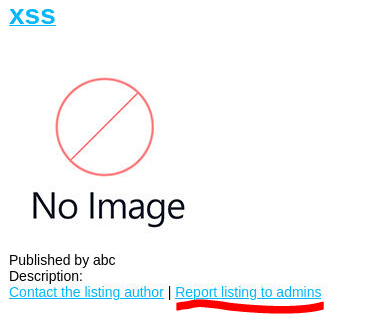 xss
No Image
Published by abc
Description:
Contact the listing author | Report listing to admins